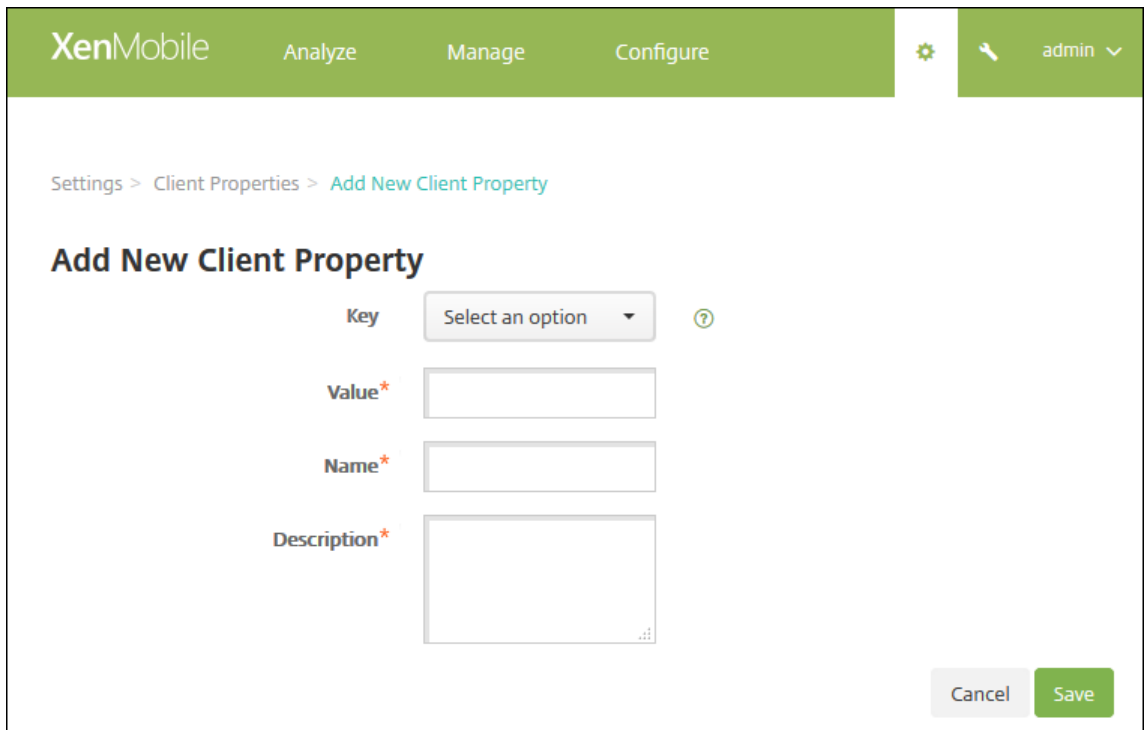 XenMobile Analyze Manage Configure admin
Settings > Client Properties > Add New Client Property
Add New Client Property
Key Select an option ?
Value*
Name*
Description*
Cancel Save